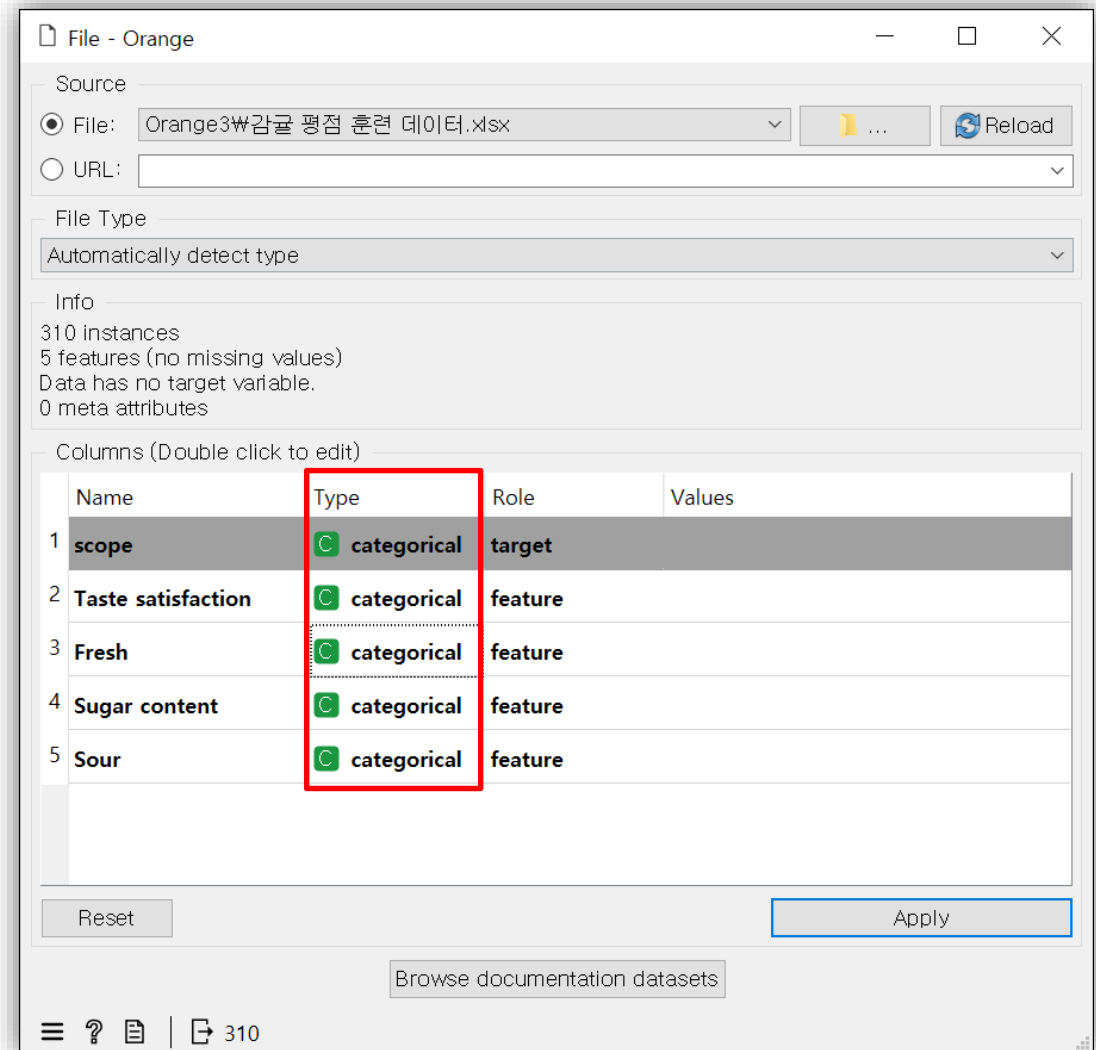 File - Orange
Source
File: Orange3₩감귤 평점 훈련 데이터.xlsx ... Reload
URL:
File Type
Automatically detect type
Info
310 instances
5 features (no missing values)
Data has no target variable.
0 meta attributes
Columns (Double click to edit)
Name Type Role Values
1 scope C categorical target
2 Taste satisfaction C categorical feature
3 Fresh C categorical feature
4 Sugar content C categorical feature
5 Sour C categorical feature
Reset Apply
Browse documentation datasets
? 310